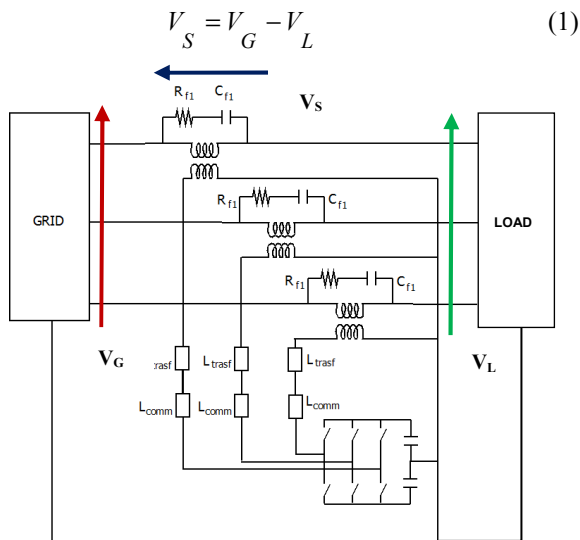 V_S = V_G − V_L (1)
R_f1 C_f1
V_S
R_f1 C_f1
GRID
LOAD
R_f1 C_f1
V_G
V_L
trasf L_trasf L_trasf
L_comm L_comm L_comm